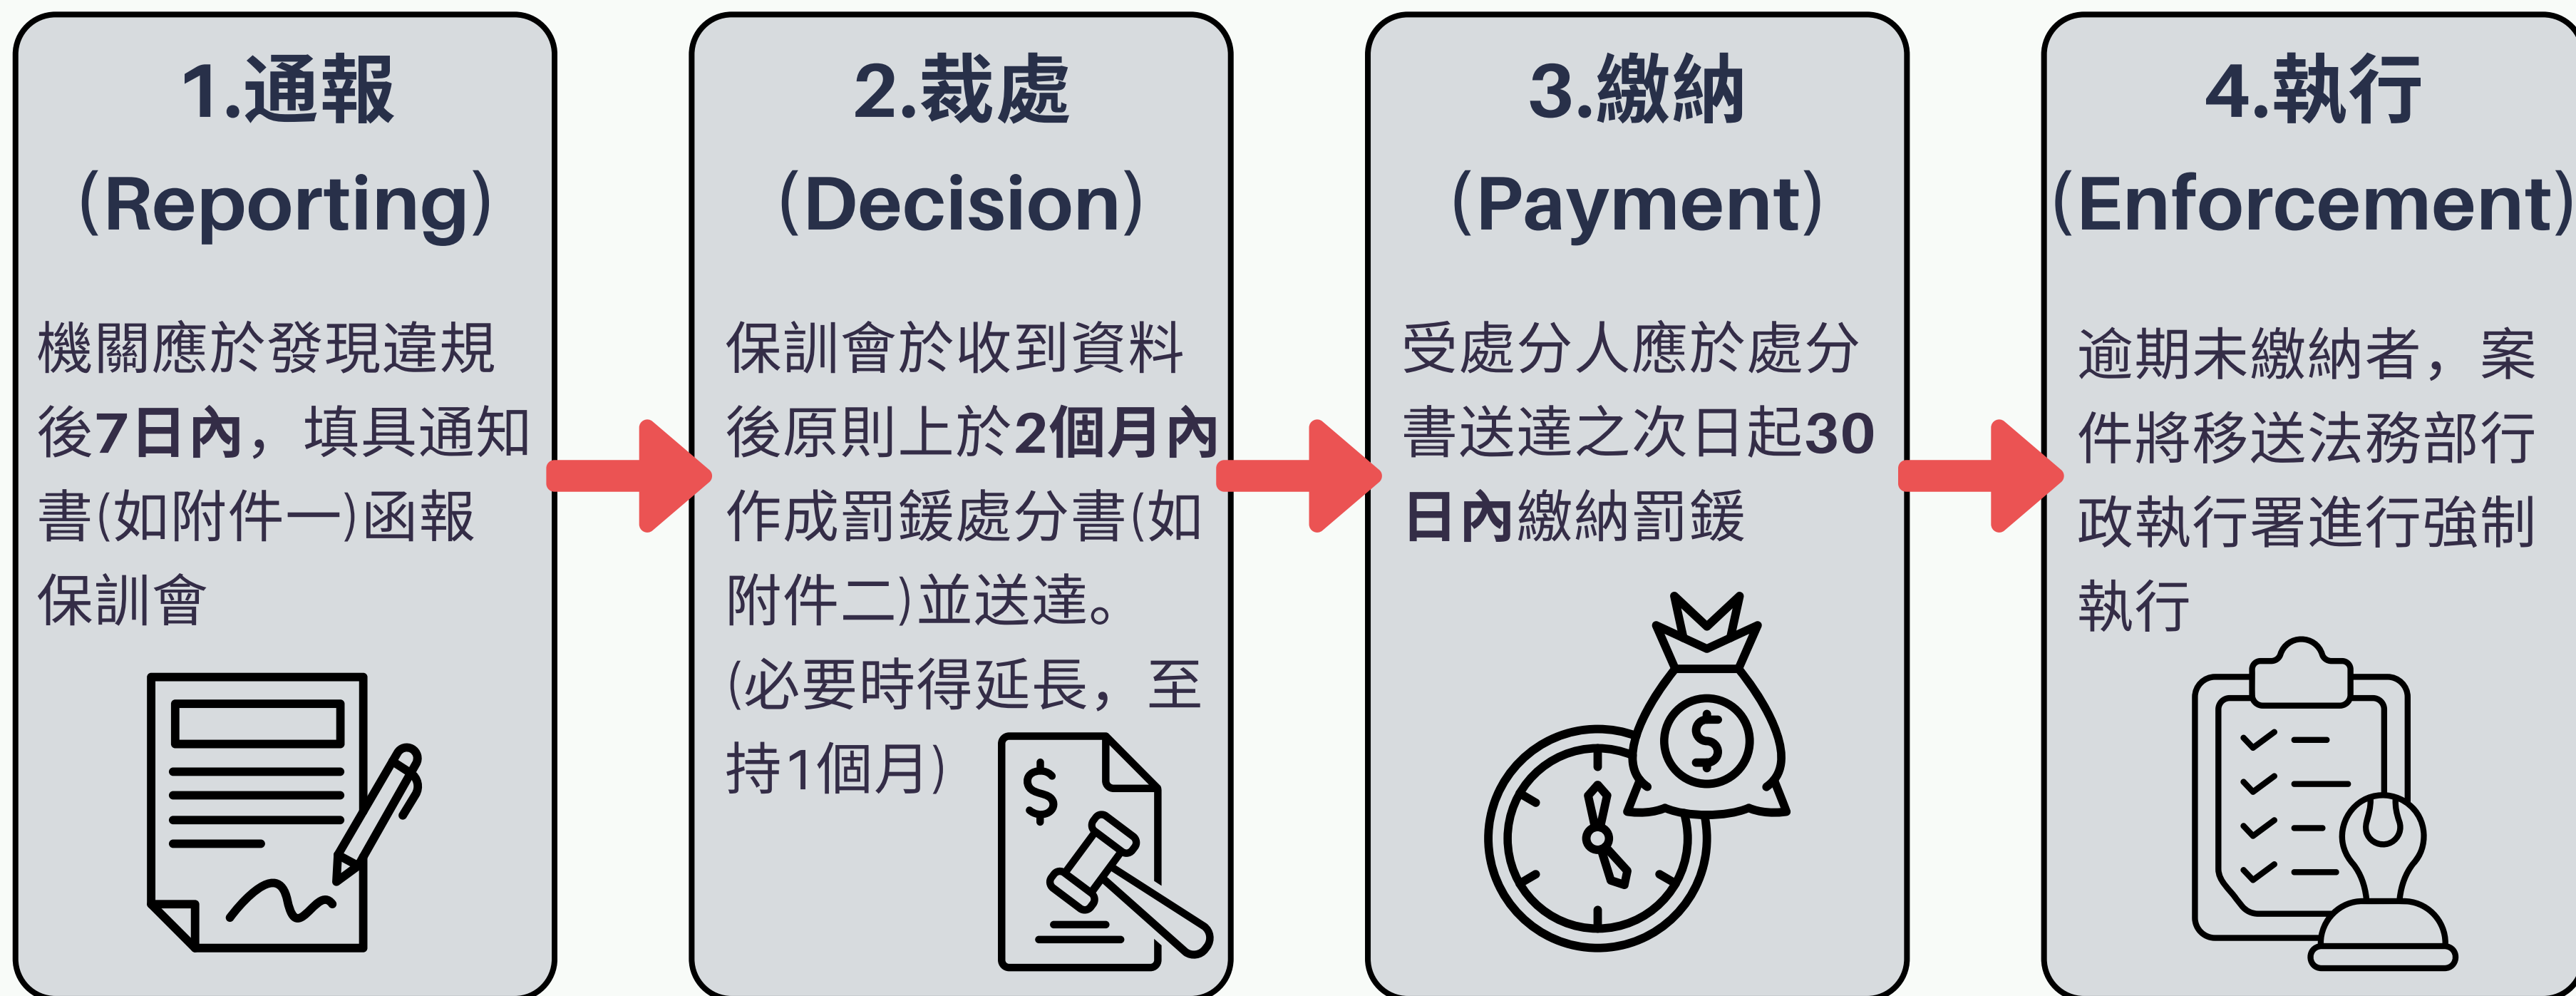 1.通報
(Reporting)
機關應於發現違規
後7日內，填具通知
書(如附件一)函報
保訓會
2.裁處
(Decision)
保訓會於收到資料
後原則上於2個月內
作成罰鍰處分書(如
附件二)並送達。
(必要時得延長，至
持1個月)
$
3.繳納
(Payment)
受處分人應於處分
書送達之次日起30
日內繳納罰鍰
$
4.執行
(Enforcement)
逾期未繳納者，案
件將移送法務部行
政執行署進行強制
執行